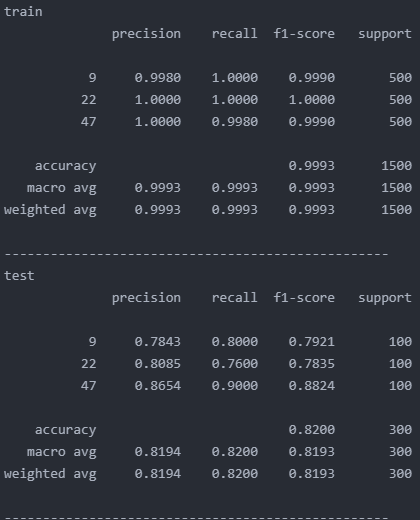 train
precision recall f1-score support
9 0.9980 1.0000 0.9990 500
22 1.0000 1.0000 1.0000 500
47 1.0000 0.9980 0.9990 500
accuracy 0.9993 1500
macro avg 0.9993 0.9993 0.9993 1500
weighted avg 0.9993 0.9993 0.9993 1500
--------------------------------------------------
test
precision recall f1-score support
9 0.7843 0.8000 0.7921 100
22 0.8085 0.7600 0.7835 100
47 0.8654 0.9000 0.8824 100
accuracy 0.8200 300
macro avg 0.8194 0.8200 0.8193 300
weighted avg 0.8194 0.8200 0.8193 300
--------------------------------------------------